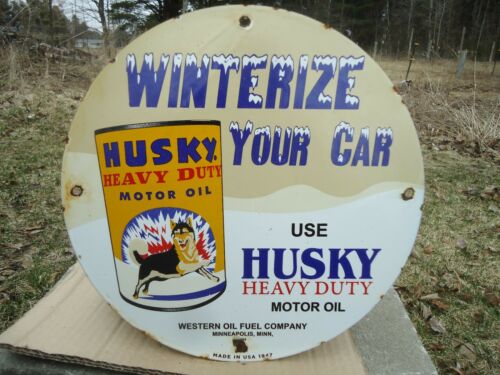 WINTERIZE
YOUR CAR
HUSKY
HEAVY DUTY
MOTOR OIL
USE
HUSKY
HEAVY DUTY
MOTOR OIL
WESTERN OIL FUEL COMPANY
MINNEAPOLIS, MINN.
MADE IN USA 1947